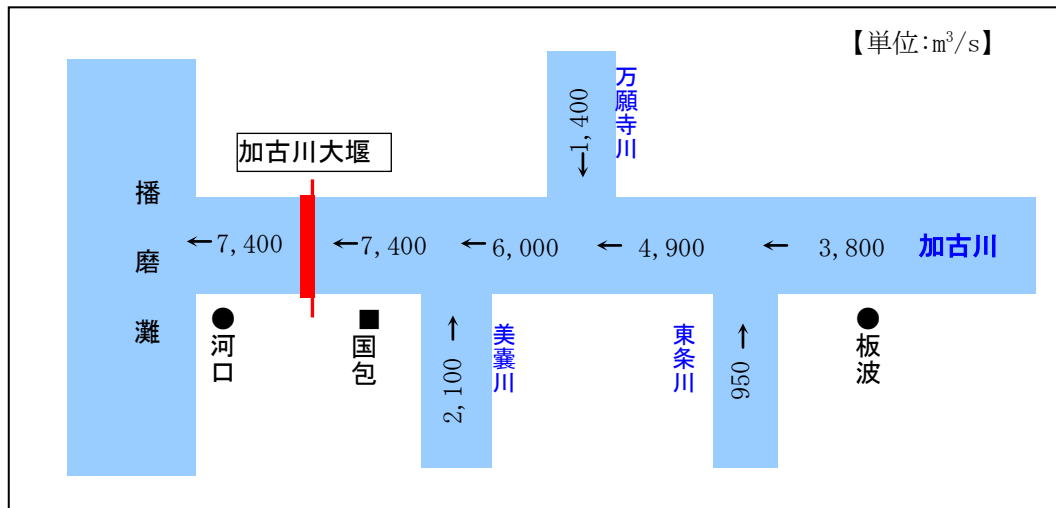 【単位:m³/s】
万願寺川
←1,400
加古川大堰
播磨灘
←7,400
←7,400
←6,000
←4,900
←3,800
加古川
●河口
■国包
2,100→
美嚢川
東条川
950→
●板波